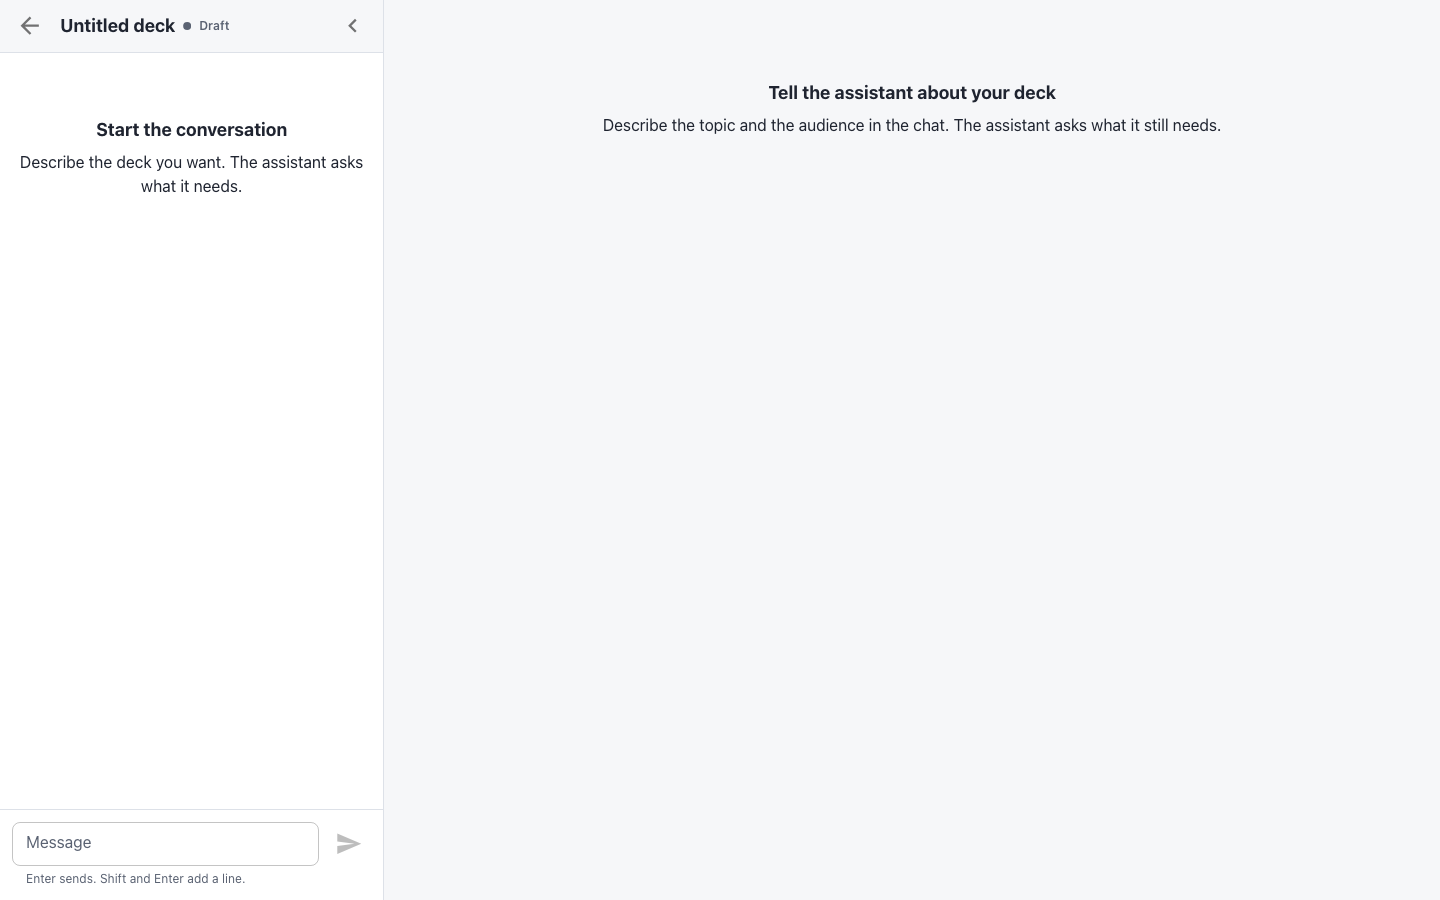 Untitled deck
Draft
Start the conversation
Describe the deck you want. The assistant asks
what it needs.
Message
Enter sends. Shift and Enter add a line.
Tell the assistant about your deck
Describe the topic and the audience in the chat. The assistant asks what it still needs.